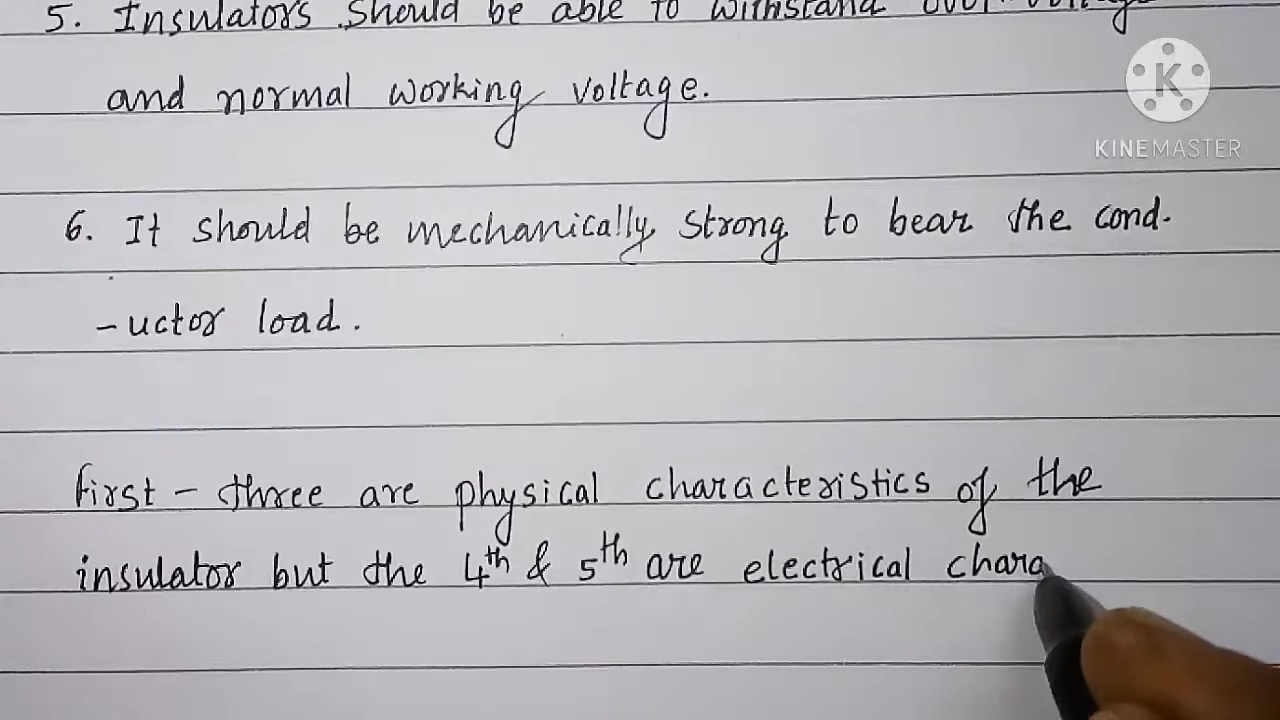 5. Insulators should be able to withstand over voltage
and normal working voltage.
K
KINEMASTER
6. It should be mechanically strong to bear the cond-
-uctor load.
first - three are physical characteristics of the
insulator but the 4th & 5th are electrical chara